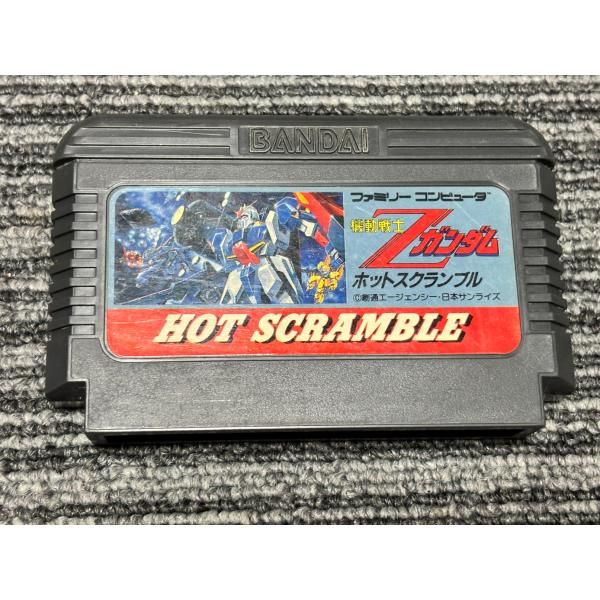 BANDAI
ファミリー コンピュータ™
機動戦士
Zガンダム
ホットスクランブル
©創通エージェンシー・日本サンライズ
HOT SCRAMBLE